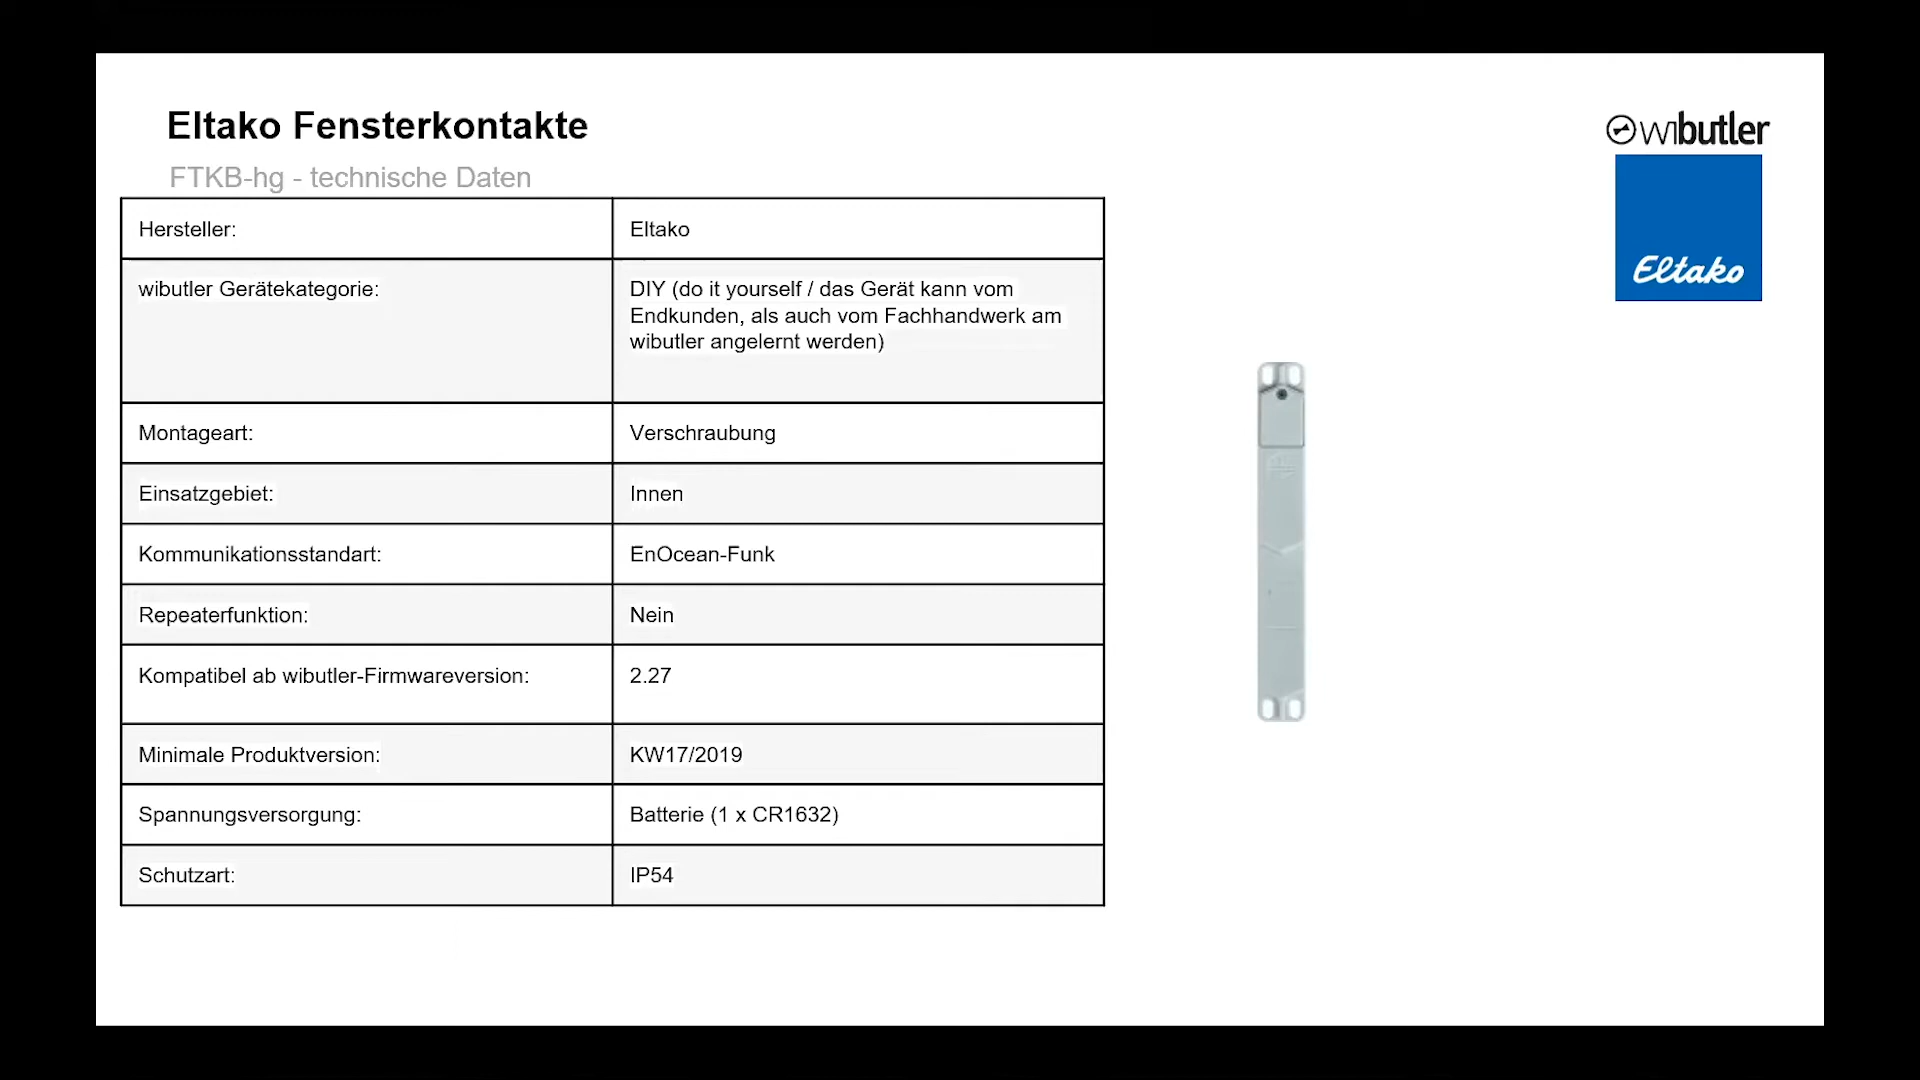 Eltako Fensterkontakte
FTKB-hg - technische Daten
wibutler
Eltako
Hersteller:
Eltako
wibutler Gerätekategorie:
DIY (do it yourself / das Gerät kann vom
Endkunden, als auch vom Fachhandwerk am
wibutler angelernt werden)
Montageart:
Verschraubung
Einsatzgebiet:
Innen
Kommunikationsstandart:
EnOcean-Funk
Repeaterfunktion:
Nein
Kompatibel ab wibutler-Firmwareversion:
2.27
Minimale Produktversion:
KW17/2019
Spannungsversorgung:
Batterie (1 x CR1632)
Schutzart:
IP54